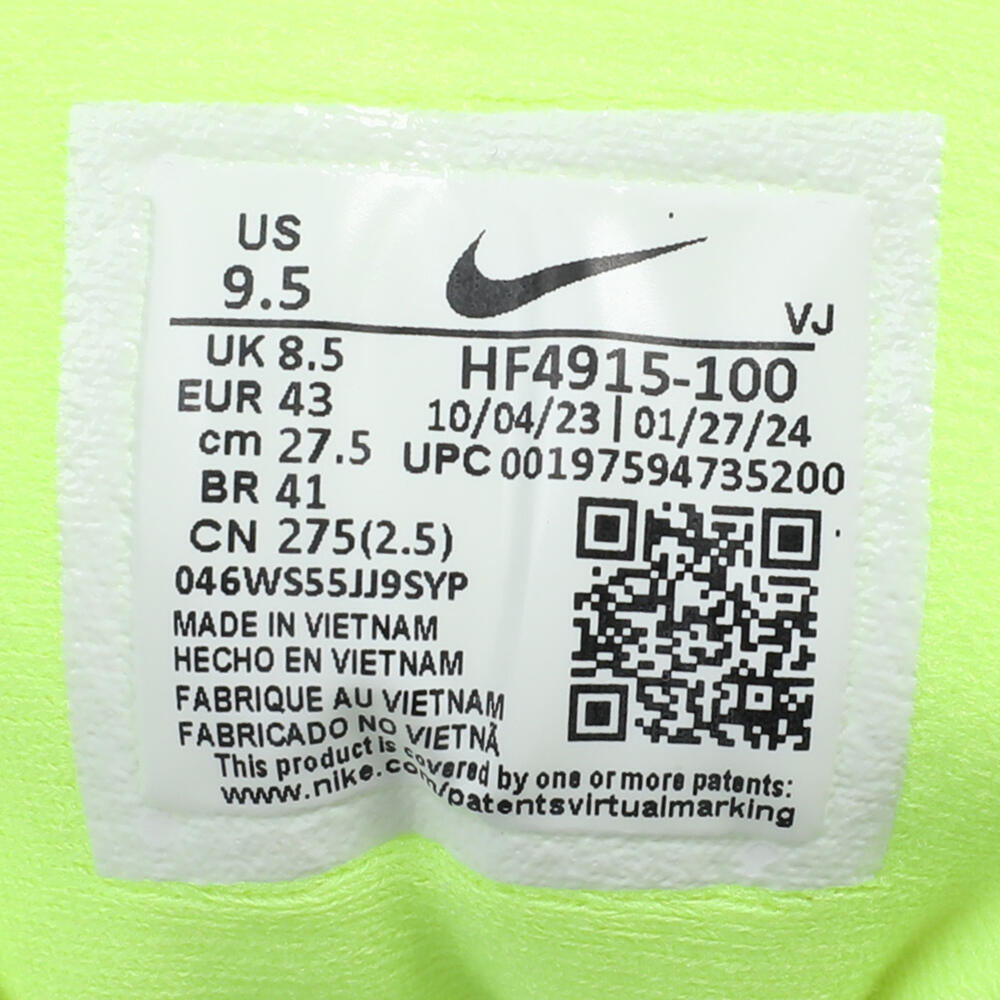 US
9.5
VJ
UK 8.5
EUR 43
cm 27.5
BR 41
CN 275(2.5)
HF4915-100
10/04/23 | 01/27/24
UPC 00197594735200
046WS55JJ9SYP
MADE IN VIETNAM
HECHO EN VIETNAM
FABRIQUE AU VIETNAM
FABRICADO NO VIETNÃ
This product is covered by one or more patents:
www.nike.com/patentsvirtualmarking